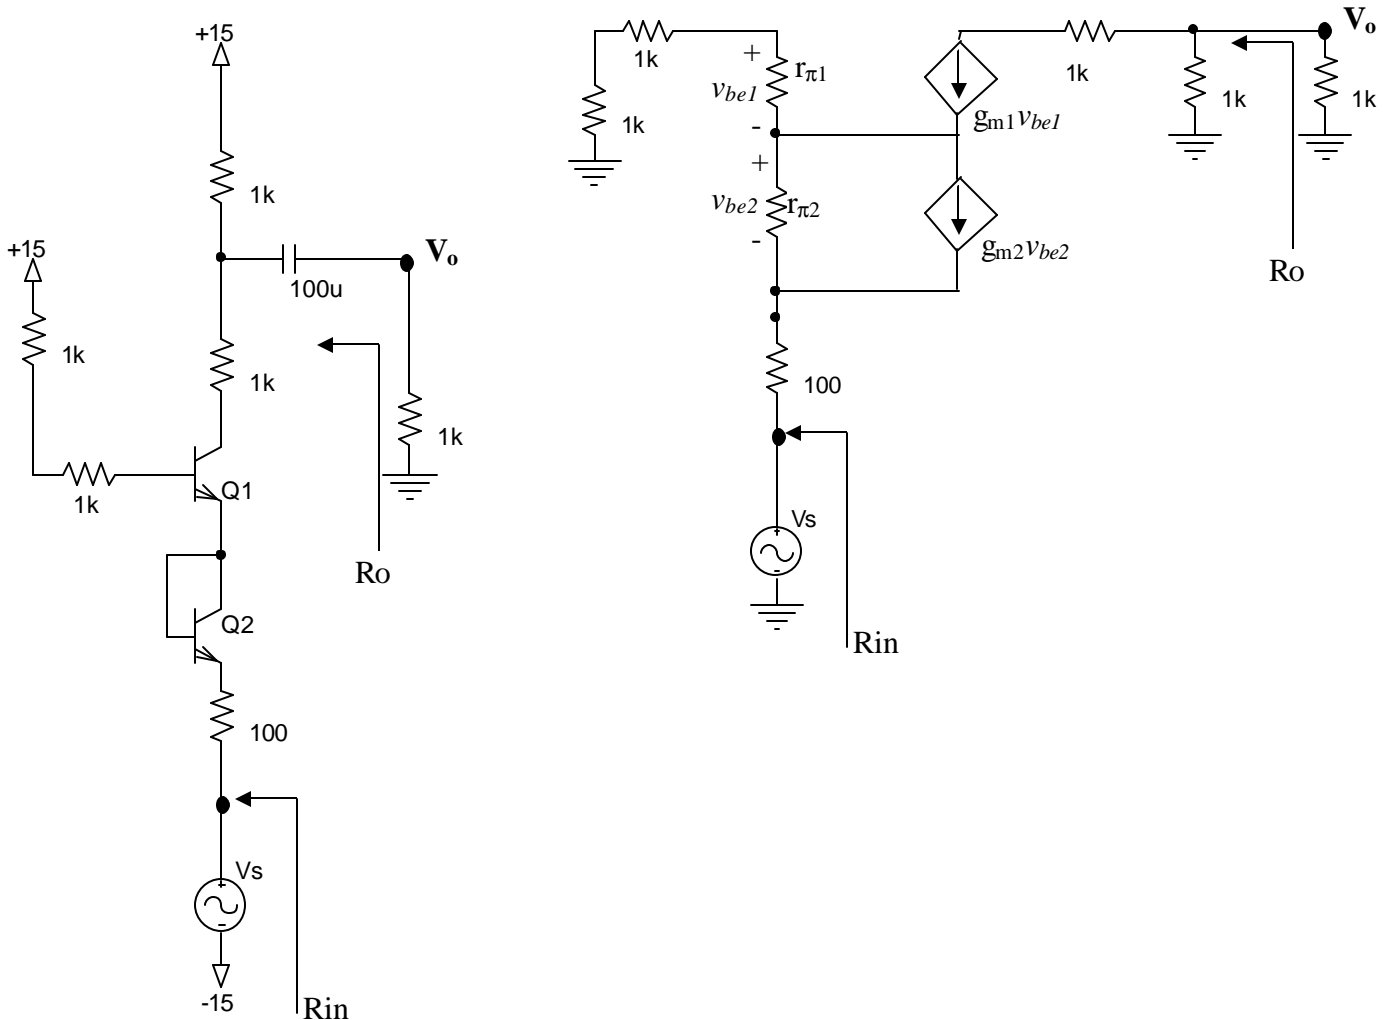 +15
1k
+15
Vo
100u
1k
1k
1k
1k
Q1
Ro
Q2
100
Vs
-15
Rin
1k
1k
+
vbe1
-
rπ1
gm1vbe1
+
vbe2
-
rπ2
gm2vbe2
1k
1k
Vo
1k
Ro
100
Vs
Rin